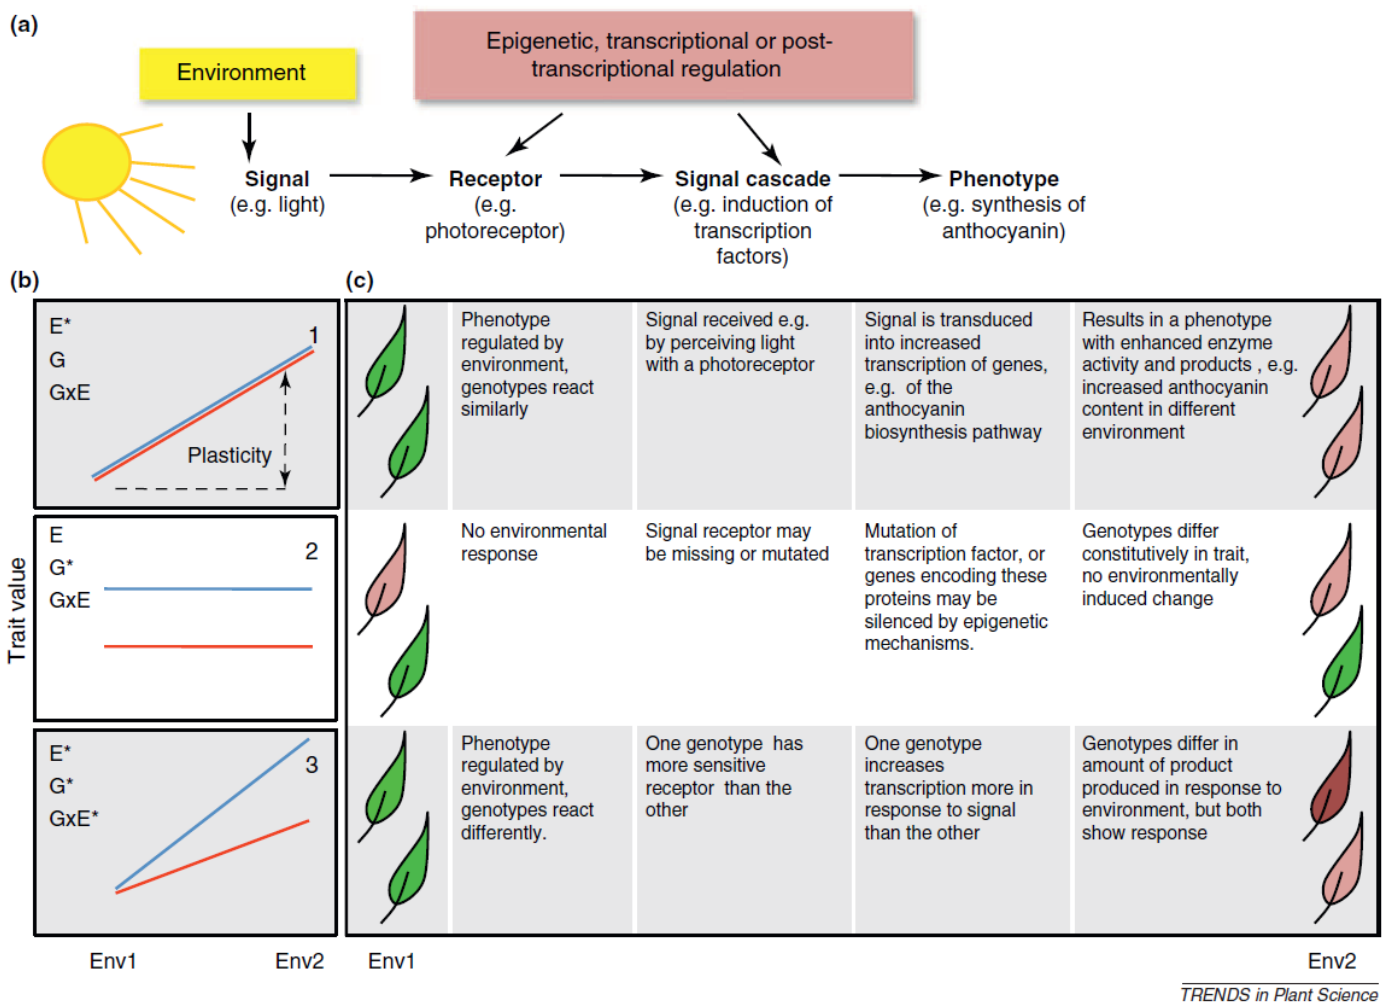 (a)
Environment
Epigenetic, transcriptional or post-
transcriptional regulation
Signal
(e.g. light)
Receptor
(e.g.
photoreceptor)
Signal cascade
(e.g. induction of
transcription
factors)
Phenotype
(e.g. synthesis of
anthocyanin)
(b)
Trait value
E*
G
GxE
1
Plasticity
E
G*
GxE
2
E*
G*
GxE*
3
Env1
Env2
(c)
Phenotype
regulated by
environment,
genotypes react
similarly
Signal received e.g.
by perceiving light
with a photoreceptor
Signal is transduced
into increased
transcription of genes,
e.g. of the
anthocyanin
biosynthesis pathway
Results in a phenotype
with enhanced enzyme
activity and products , e.g.
increased anthocyanin
content in different
environment
No environmental
response
Signal receptor may
be missing or mutated
Mutation of
transcription factor, or
genes encoding these
proteins may be
silenced by epigenetic
mechanisms.
Genotypes differ
constitutively in trait,
no environmentally
induced change
Phenotype
regulated by
environment,
genotypes react
differently.
One genotype has
more sensitive
receptor than the
other
One genotype
increases
transcription more in
response to signal
than the other
Genotypes differ in
amount of product
produced in response to
environment, but both
show response
Env1
Env2
TRENDS in Plant Science